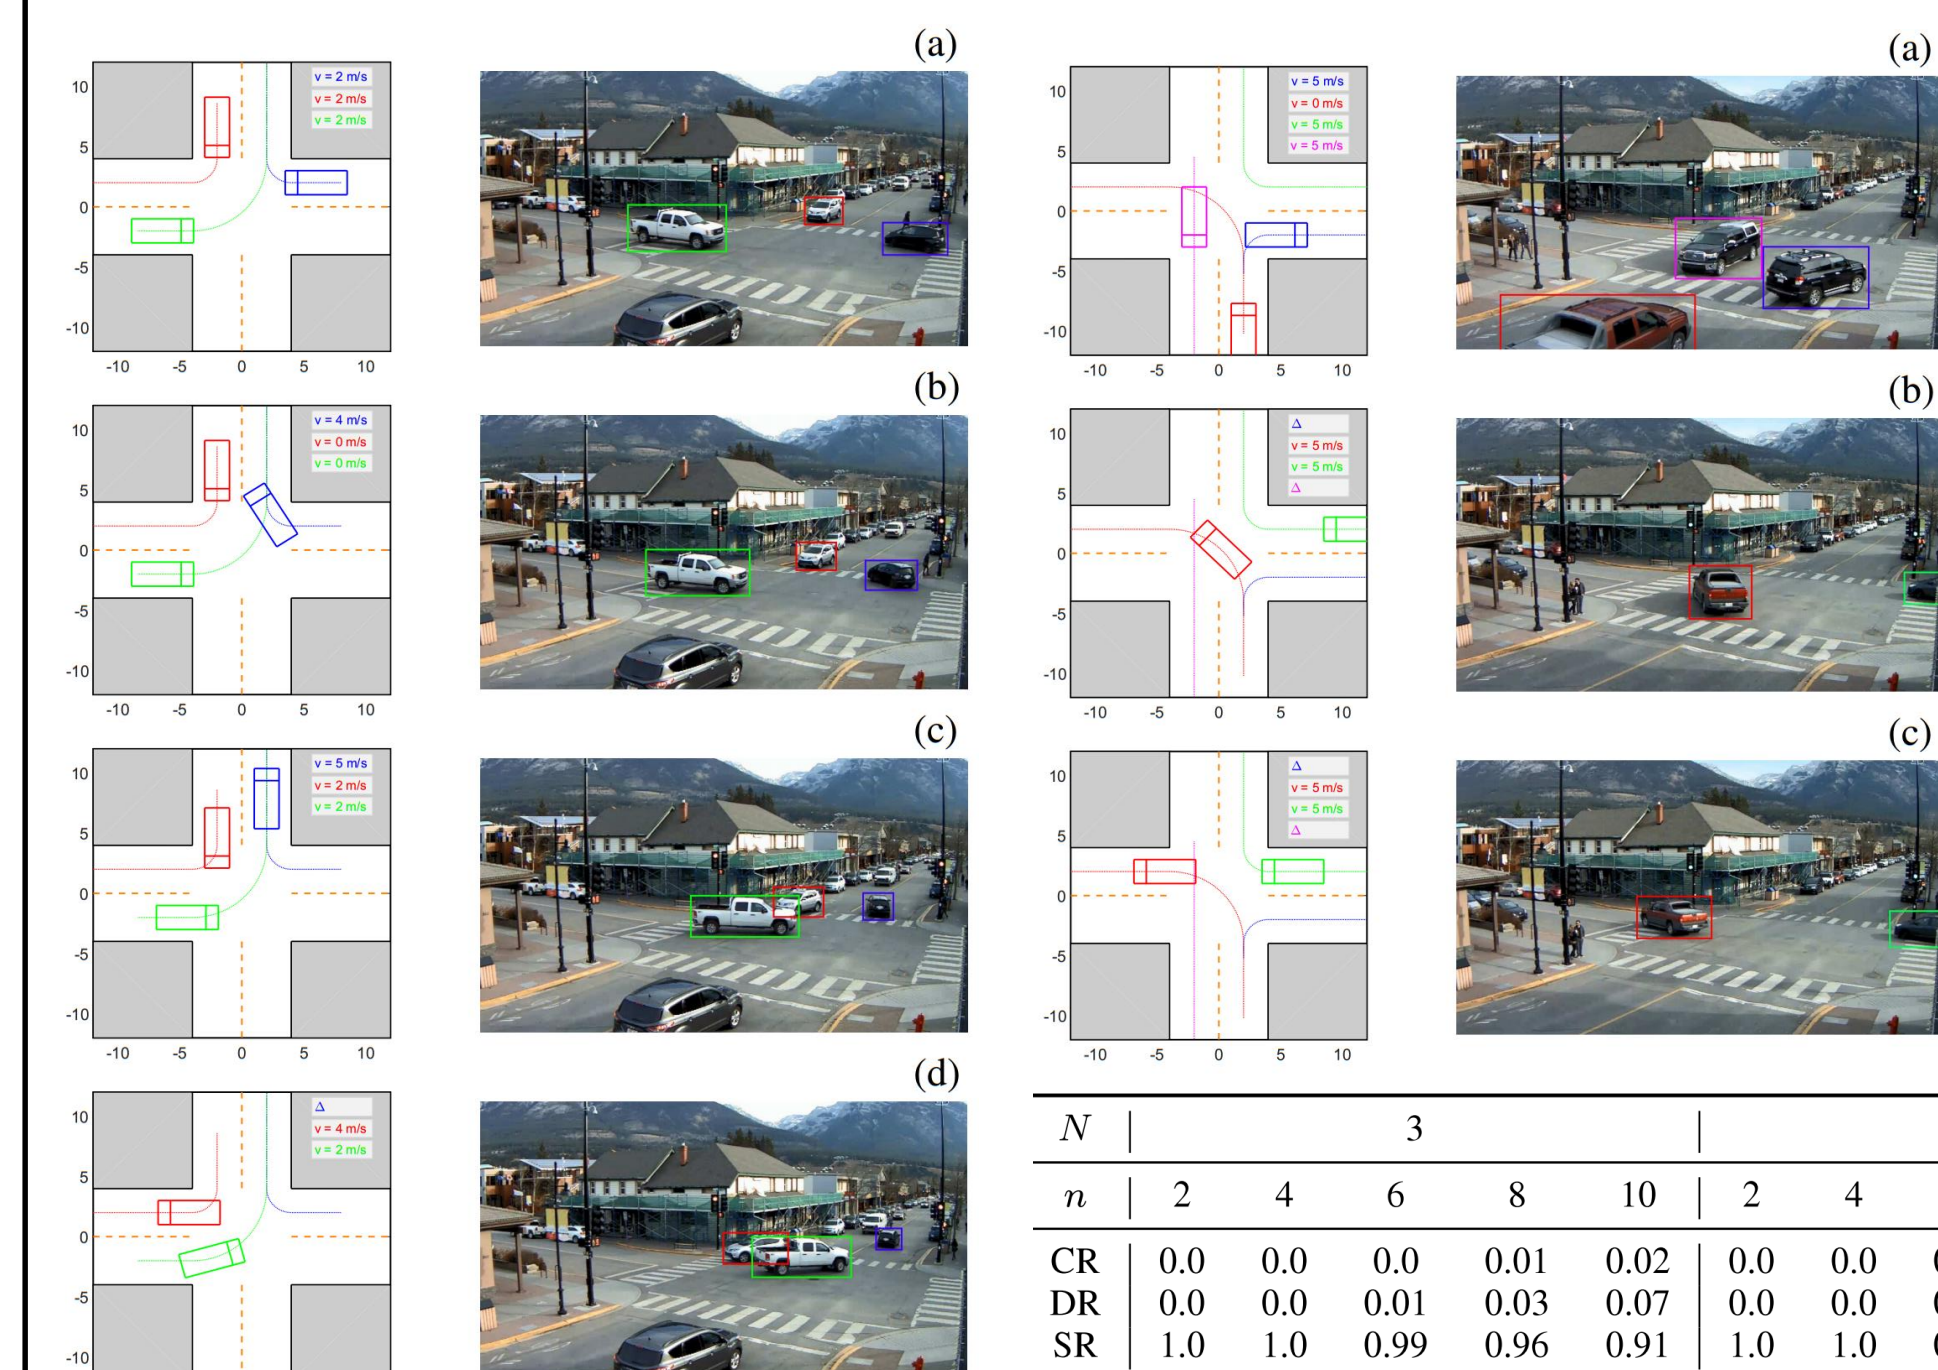 (a)
10
5
0
-5
-10
-10 -5 0 5 10
v = 2 m/s
v = 2 m/s
v = 2 m/s
(b)
10
5
0
-5
-10
-10 -5 0 5 10
v = 4 m/s
v = 0 m/s
v = 0 m/s
(c)
10
5
0
-5
-10
-10 -5 0 5 10
v = 5 m/s
v = 2 m/s
v = 2 m/s
(d)
10
5
0
-5
-10
Δ
v = 4 m/s
v = 2 m/s
(a)
10
5
0
-5
-10
-10 -5 0 5 10
v = 5 m/s
v = 0 m/s
v = 5 m/s
v = 5 m/s
(b)
10
5
0
-5
-10
-10 -5 0 5 10
Δ
v = 5 m/s
v = 5 m/s
Δ
(c)
10
5
0
-5
-10
-10 -5 0 5 10
Δ
v = 5 m/s
v = 5 m/s
Δ
N 3
n 2 4 6 8 10 2 4
CR 0.0 0.0 0.0 0.01 0.02 0.0 0.0
DR 0.0 0.0 0.01 0.03 0.07 0.0 0.0
SR 1.0 1.0 0.99 0.96 0.91 1.0 1.0